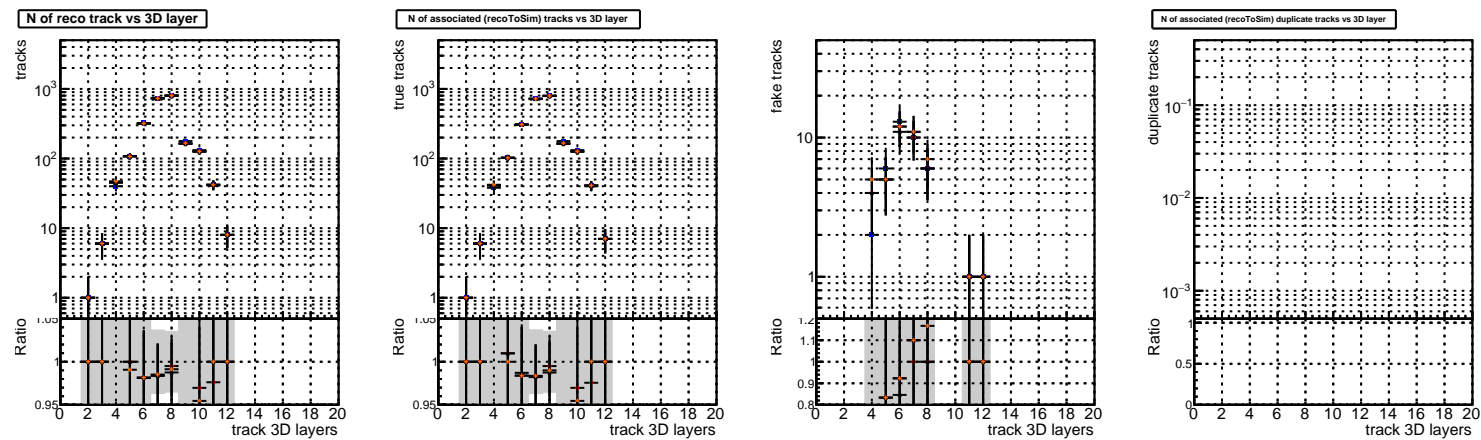 N of reco track vs 3D layer
tracks
10³
10²
10
1
1.05
Ratio
1
0.95
0 2 4 6 8 10 12 14 16 18 20
track 3D layers
N of associated (recoToSim) tracks vs 3D layer
true tracks
10³
10²
10
1
1.05
Ratio
1
0.95
0 2 4 6 8 10 12 14 16 18 20
track 3D layers
fake tracks
10
1
1.2
Ratio
1.1
1
0.9
0.8
0 2 4 6 8 10 12 14 16 18 20
track 3D layers
N of associated (recoToSim) duplicate tracks vs 3D layer
duplicate tracks
10⁻¹
10⁻²
10⁻³
Ratio
1
0.5
0
0 2 4 6 8 10 12 14 16 18 20
track 3D layers